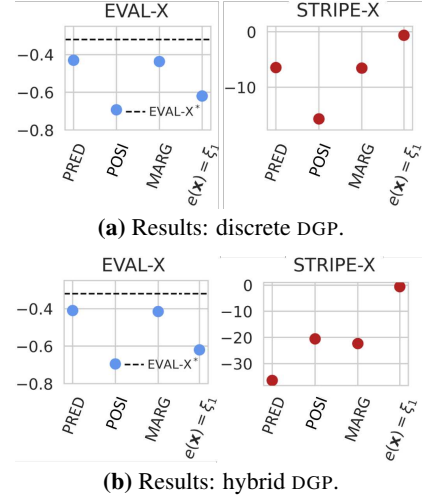 EVAL-X
STRIPE-X
−0.4
−0.6
−0.8
EVAL-X*
0
−10
PRED
POSI
MARG
e(x) = ξ₁
PRED
POSI
MARG
e(x) = ξ₁
(a) Results: discrete DGP.
EVAL-X
STRIPE-X
−0.4
−0.6
−0.8
EVAL-X*
0
−10
−20
−30
PRED
POSI
MARG
e(x) = ξ₁
PRED
POSI
MARG
e(x) = ξ₁
(b) Results: hybrid DGP.